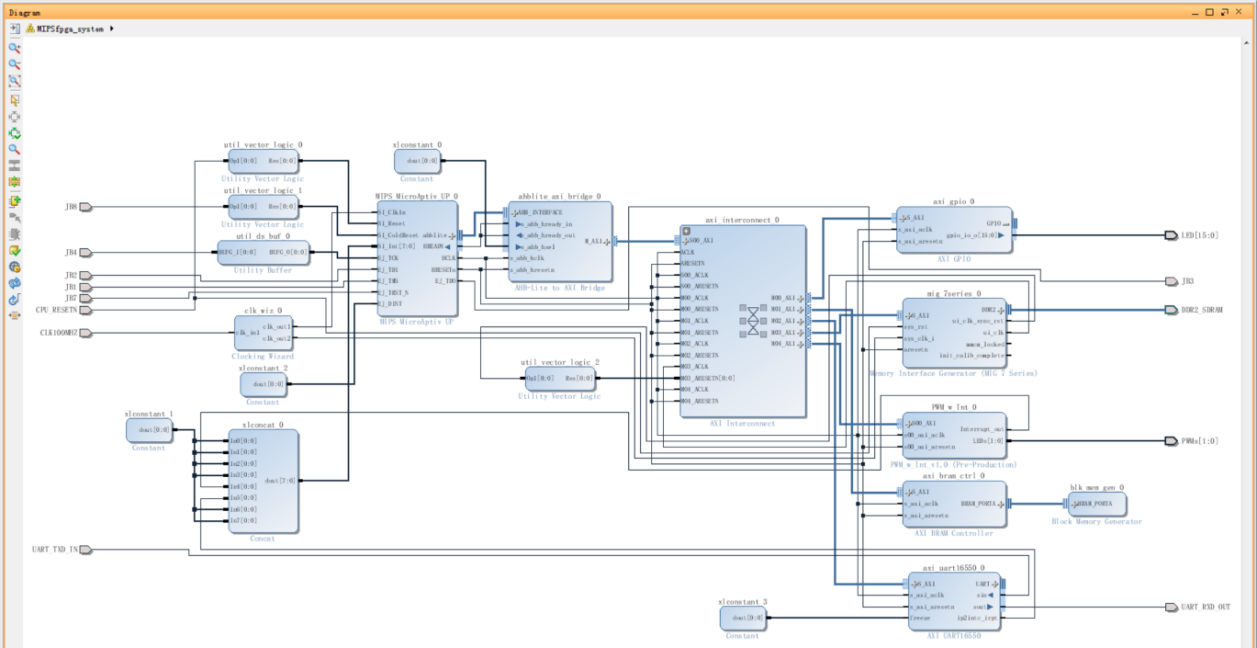 Diagram
MIPSfpga_system
util_vector_logic_0
Op1[0:0] Res[0:0]
Utility Vector Logic
xlconstant_0
dout[0:0]
Constant
util_vector_logic_1
Op1[0:0] Res[0:0]
Utility Vector Logic
util_ds_buf_0
Utility Buffer
MIPS_MicroAptiv_UP_0
SI_ClkIn
SI_Reset
SI_ColdReset
SI_Int[7:0]
EJ_TCK
EJ_TDI
EJ_TMS
EJ_TRST_N
EJ_DINT
ahblite
HREADY
HCLK
HRESETn
EJ_TDO
MIPS MicroAptiv UP
ahblite_axi_bridge_0
AHB_INTERFACE
s_ahb_hready_in
s_ahb_hready_out
s_ahb_hsel
s_ahb_hclk
s_ahb_hresetn
M_AXI
AHB-Lite to AXI Bridge
axi_interconnect_0
S00_AXI
ACLK
ARESETN
S00_ACLK
S00_ARESETN
M00_ACLK
M00_ARESETN
M01_ACLK
M01_ARESETN
M02_ACLK
M02_ARESETN
M03_ACLK
M03_ARESETN[0:0]
M04_ACLK
M04_ARESETN
M00_AXI
M01_AXI
M02_AXI
M03_AXI
M04_AXI
AXI Interconnect
axi_gpio_0
S_AXI
s_axi_aclk
s_axi_aresetn
GPIO
gpio_io_o[15:0]
AXI GPIO
mig_7series_0
S_AXI
sys_rst
sys_clk_i
aresetn
DDR2
ui_clk_sync_rst
ui_clk
mmcm_locked
init_calib_complete
Memory Interface Generator (MIG 7 Series)
PWM_w_Int_0
S00_AXI
s00_axi_aclk
s00_axi_aresetn
Interrupt_out
LEDs[1:0]
PWM_w_Int_v1.0 (Pre-Production)
axi_bram_ctrl_0
S_AXI
s_axi_aclk
s_axi_aresetn
BRAM_PORTA
AXI BRAM Controller
blk_mem_gen_0
BRAM_PORTA
Block Memory Generator
axi_uart16550_0
S_AXI
s_axi_aclk
s_axi_aresetn
freeze
UART
sin
sout
ip2intc_irpt
AXI UART16550
xlconstant_3
dout[0:0]
Constant
clk_wiz_0
clk_in1
clk_out1
clk_out2
Clocking Wizard
xlconstant_2
dout[0:0]
Constant
util_vector_logic_2
Op1[0:0] Res[0:0]
Utility Vector Logic
xlconstant_1
dout[0:0]
Constant
xlconcat_0
In0[0:0]
In1[0:0]
In2[0:0]
In3[0:0]
In4[0:0]
In5[0:0]
In6[0:0]
In7[0:0]
dout[7:0]
Concat
JB4
JB2
JB1
JB7
CPU_RESETN
CLK100MHZ
UART_TXD_IN
LED[15:0]
JB3
DDR2_SDRAM
PWMs[1:0]
UART_RXD_OUT